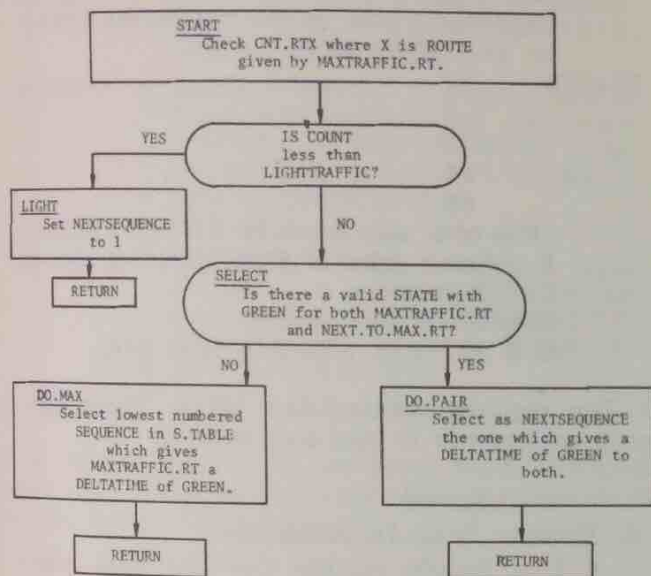 START
Check CNT.RTX where X is ROUTE
given by MAXTRAFFIC.RT.
IS COUNT
less than
LIGHTTRAFFIC?
YES
NO
LIGHT
Set NEXTSEQUENCE
to 1
RETURN
SELECT
Is there a valid STATE with
GREEN for both MAXTRAFFIC.RT
and NEXT.TO.MAX.RT?
NO
YES
DO.MAX
Select lowest numbered
SEQUENCE in S.TABLE
which gives
MAXTRAFFIC.RT a
DELTATIME of GREEN.
RETURN
DO.PAIR
Select as NEXTSEQUENCE
the one which gives a
DELTATIME of GREEN to
both.
RETURN